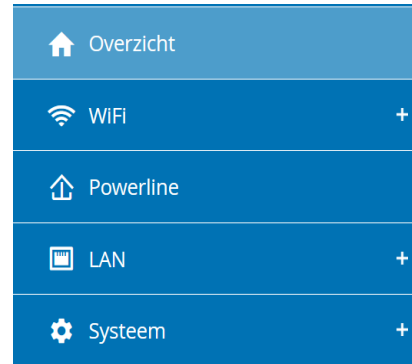 Overzicht
WiFi +
Powerline
LAN +
Systeem +